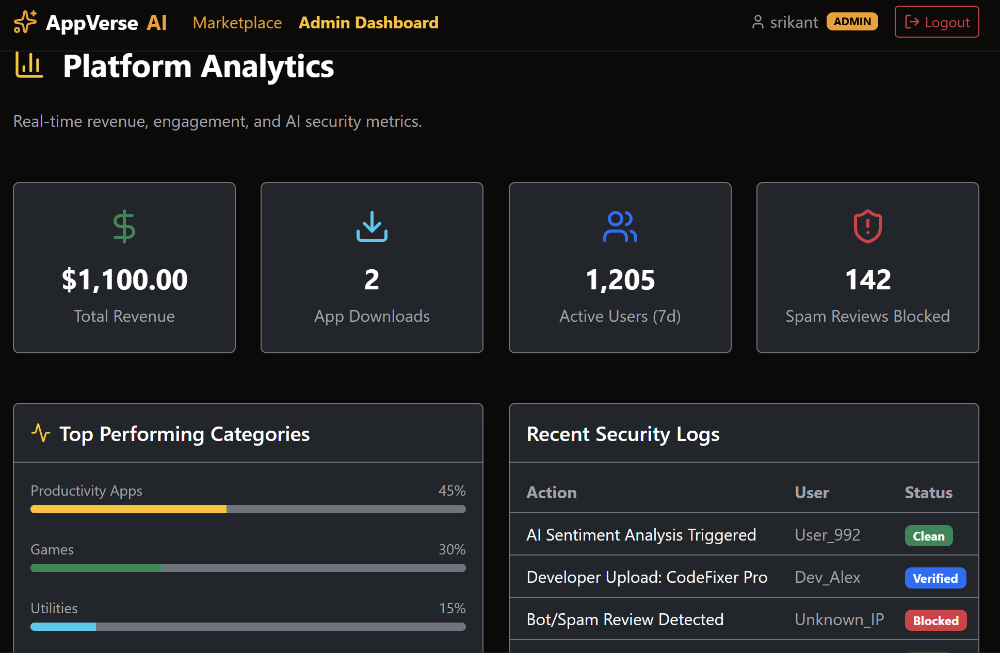 AppVerse AI Marketplace Admin Dashboard srikant ADMIN Logout
Platform Analytics
Real-time revenue, engagement, and AI security metrics.
$1,100.00
Total Revenue
2
App Downloads
1,205
Active Users (7d)
142
Spam Reviews Blocked
Top Performing Categories
Productivity Apps 45%
Games 30%
Utilities 15%
Recent Security Logs
Action User Status
AI Sentiment Analysis Triggered User_992 Clean
Developer Upload: CodeFixer Pro Dev_Alex Verified
Bot/Spam Review Detected Unknown_IP Blocked